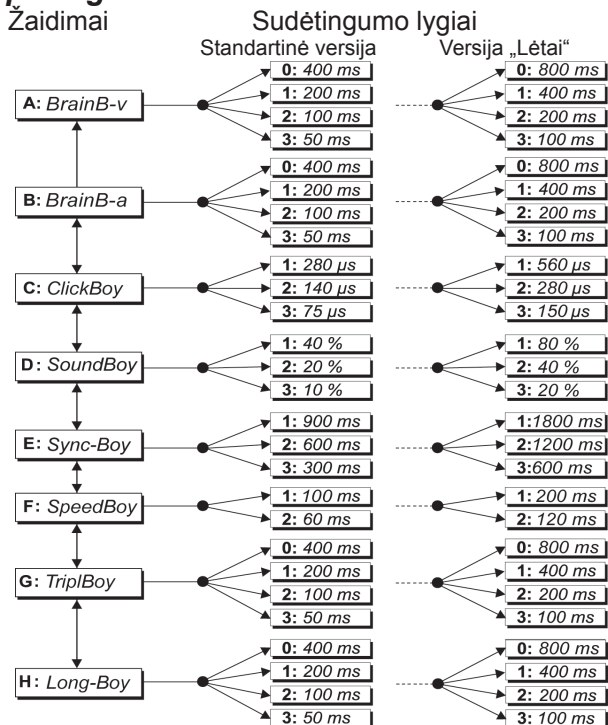 Žaidimai Sudėtingumo lygiai
Standartinė versija Versija „Lėtai“
A: BrainB-v
0: 400 ms
1: 200 ms
2: 100 ms
3: 50 ms
0: 800 ms
1: 400 ms
2: 200 ms
3: 100 ms
B: BrainB-a
0: 400 ms
1: 200 ms
2: 100 ms
3: 50 ms
0: 800 ms
1: 400 ms
2: 200 ms
3: 100 ms
C: ClickBoy
1: 280 µs
2: 140 µs
3: 75 µs
1: 560 µs
2: 280 µs
3: 150 µs
D: SoundBoy
1: 40 %
2: 20 %
3: 10 %
1: 80 %
2: 40 %
3: 20 %
E: Sync-Boy
1: 900 ms
2: 600 ms
3: 300 ms
1:1800 ms
2:1200 ms
3:600 ms
F: SpeedBoy
1: 100 ms
2: 60 ms
1: 200 ms
2: 120 ms
G: TriplBoy
0: 400 ms
1: 200 ms
2: 100 ms
3: 50 ms
0: 800 ms
1: 400 ms
2: 200 ms
3: 100 ms
H: Long-Boy
0: 400 ms
1: 200 ms
2: 100 ms
3: 50 ms
0: 800 ms
1: 400 ms
2: 200 ms
3: 100 ms